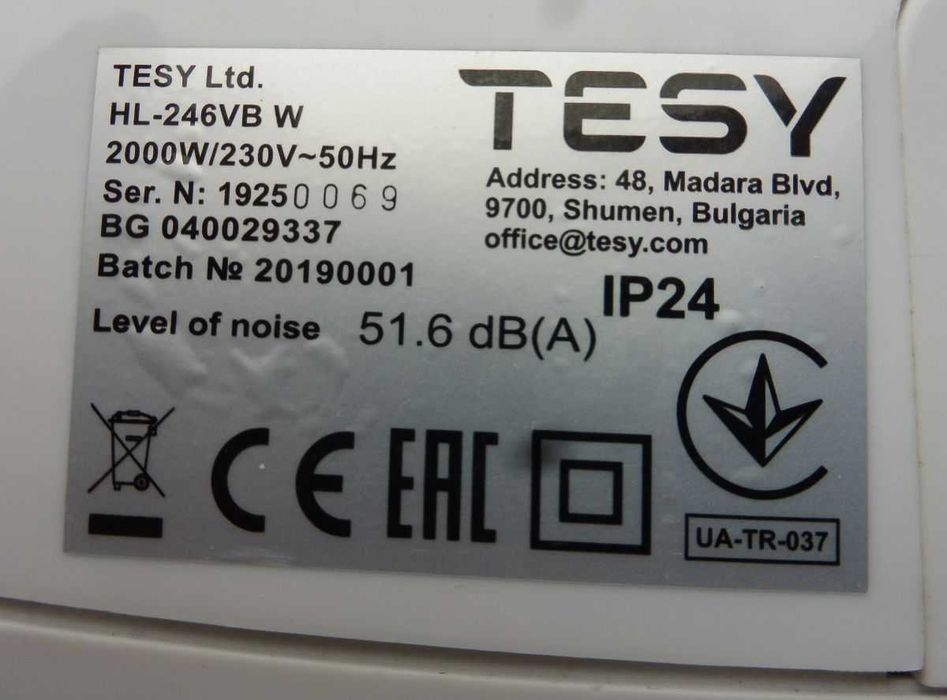 TESY Ltd.
HL-246VB W
2000W/230V~50Hz
Ser. N: 19250069
BG 040029337
Batch № 20190001
Level of noise 51.6 dB(A)
TESY
Address: 48, Madara Blvd,
9700, Shumen, Bulgaria
office@tesy.com
IP24
CE EAC
UA-TR-037